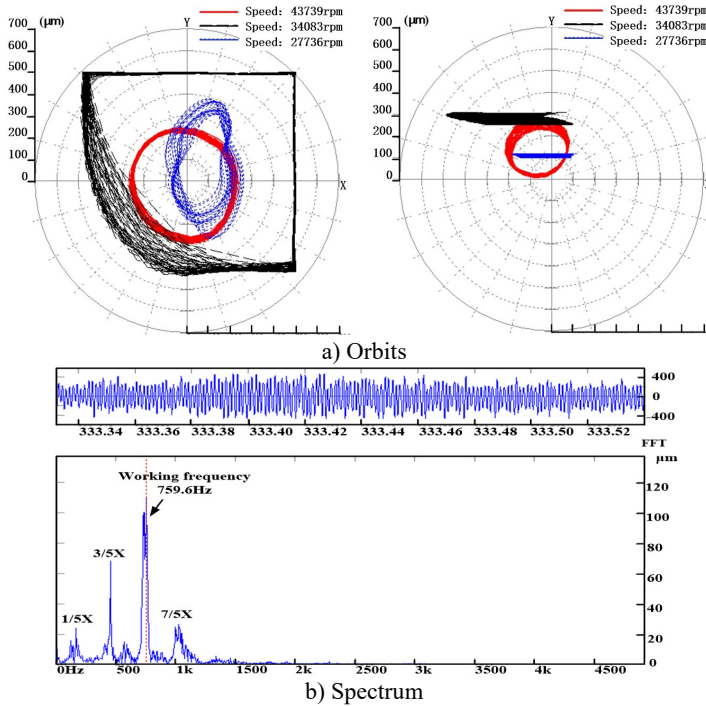 700 (μm) Y Speed: 43739rpm
Speed: 34083rpm
Speed: 27736rpm
600
500
400
300
200
100
0
X
700 (μm) Y Speed: 43739rpm
Speed: 34083rpm
Speed: 27736rpm
600
500
400
300
200
100
0
a) Orbits
400
0
-400
333.34 333.36 333.38 333.40 333.42 333.44 333.46 333.48 333.50 333.52
FFT
μm
Working frequency
759.6Hz
120
100
80
3/5X
60
40
1/5X 7/5X
20
0
0Hz 500 1k 1500 2k 2500 3k 3500 4k 4500
b) Spectrum